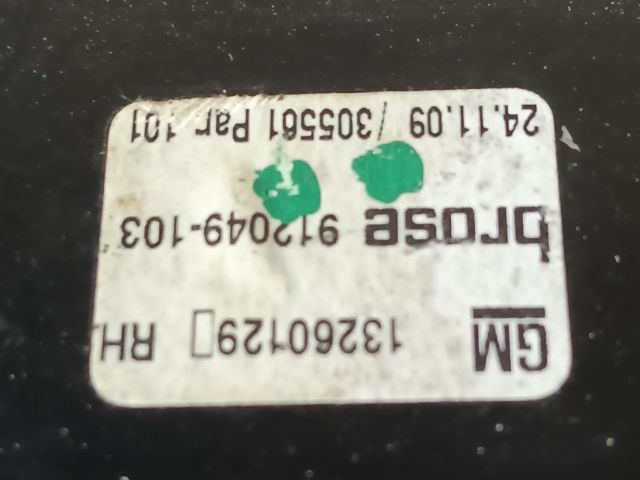 GM 13260129 RH.
brose 912049-103
24.11.09 /305561 Par 101